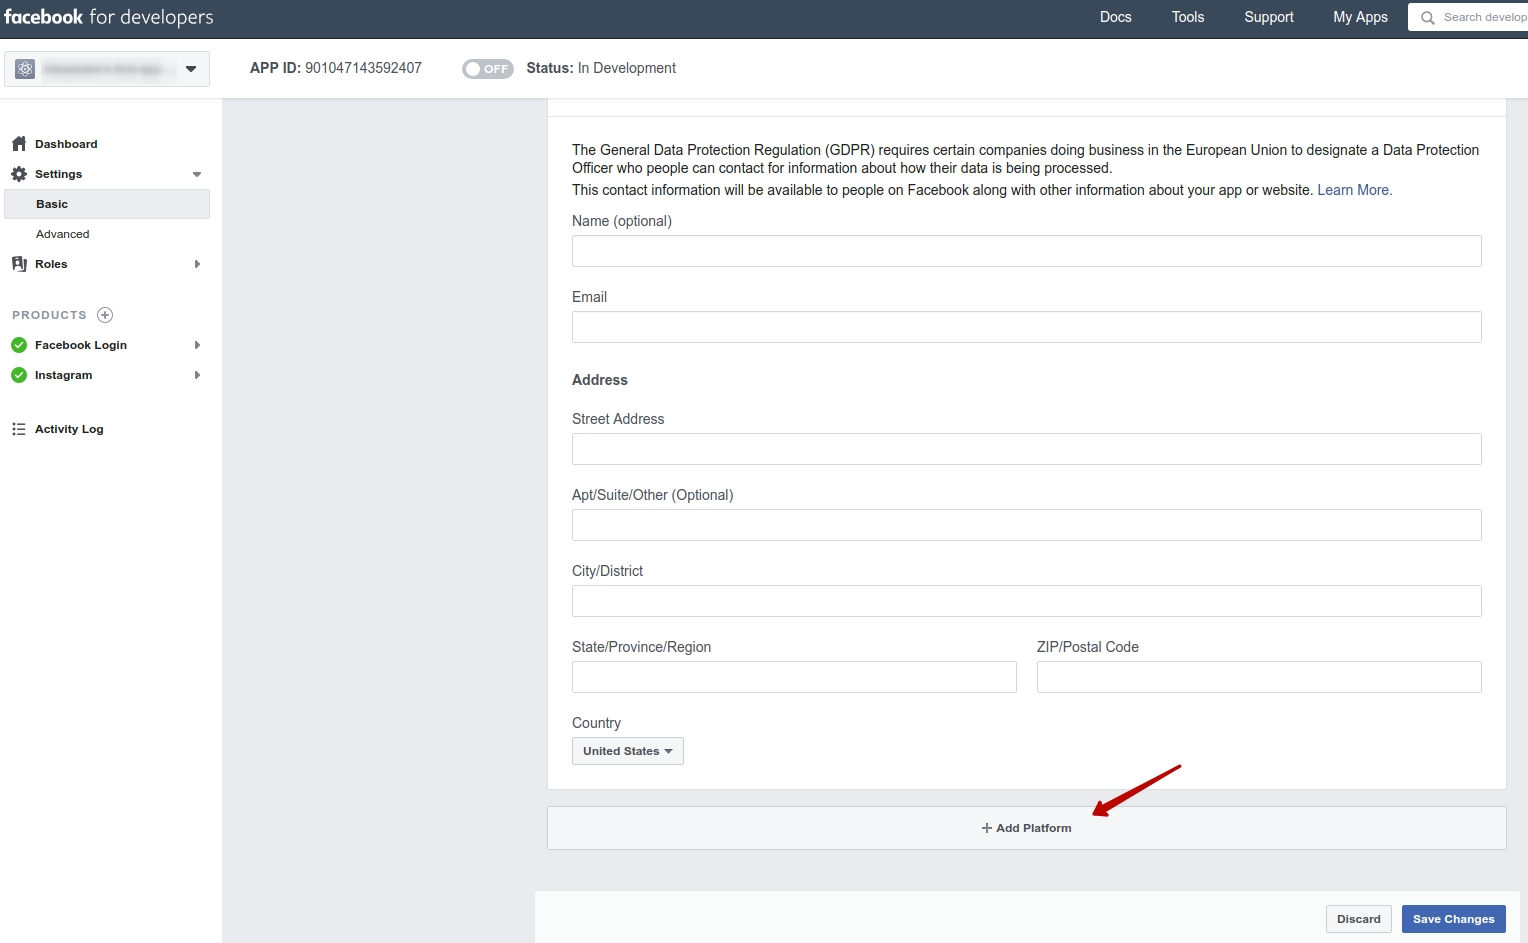 facebook for developers
Docs
Tools
Support
My Apps
Search develop
APP ID: 901047143592407
OFF
Status: In Development
Dashboard
Settings
Basic
Advanced
Roles
PRODUCTS
Facebook Login
Instagram
Activity Log
The General Data Protection Regulation (GDPR) requires certain companies doing business in the European Union to designate a Data Protection
Officer who people can contact for information about how their data is being processed.
This contact information will be available to people on Facebook along with other information about your app or website. Learn More.
Name (optional)
Email
Address
Street Address
Apt/Suite/Other (Optional)
City/District
State/Province/Region
ZIP/Postal Code
Country
United States
+ Add Platform
Discard
Save Changes